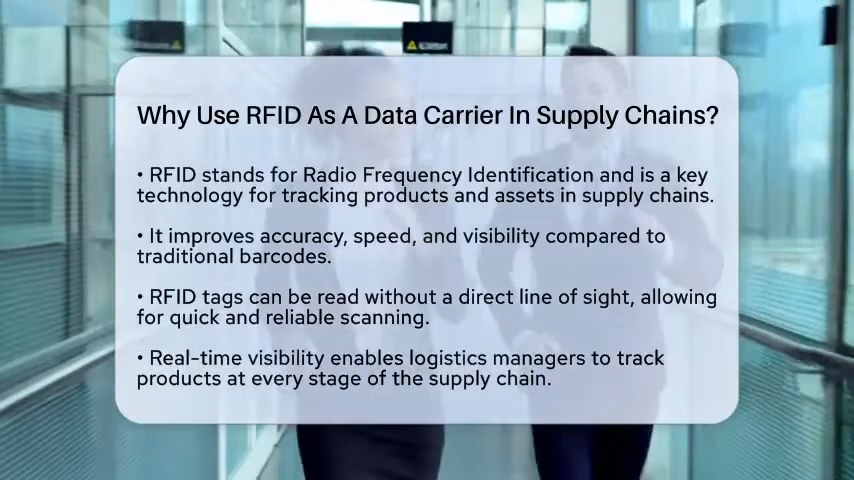 Why Use RFID As A Data Carrier In Supply Chains?
• RFID stands for Radio Frequency Identification and is a key
technology for tracking products and assets in supply chains.
• It improves accuracy, speed, and visibility compared to
traditional barcodes.
• RFID tags can be read without a direct line of sight, allowing
for quick and reliable scanning.
• Real-time visibility enables logistics managers to track
products at every stage of the supply chain.